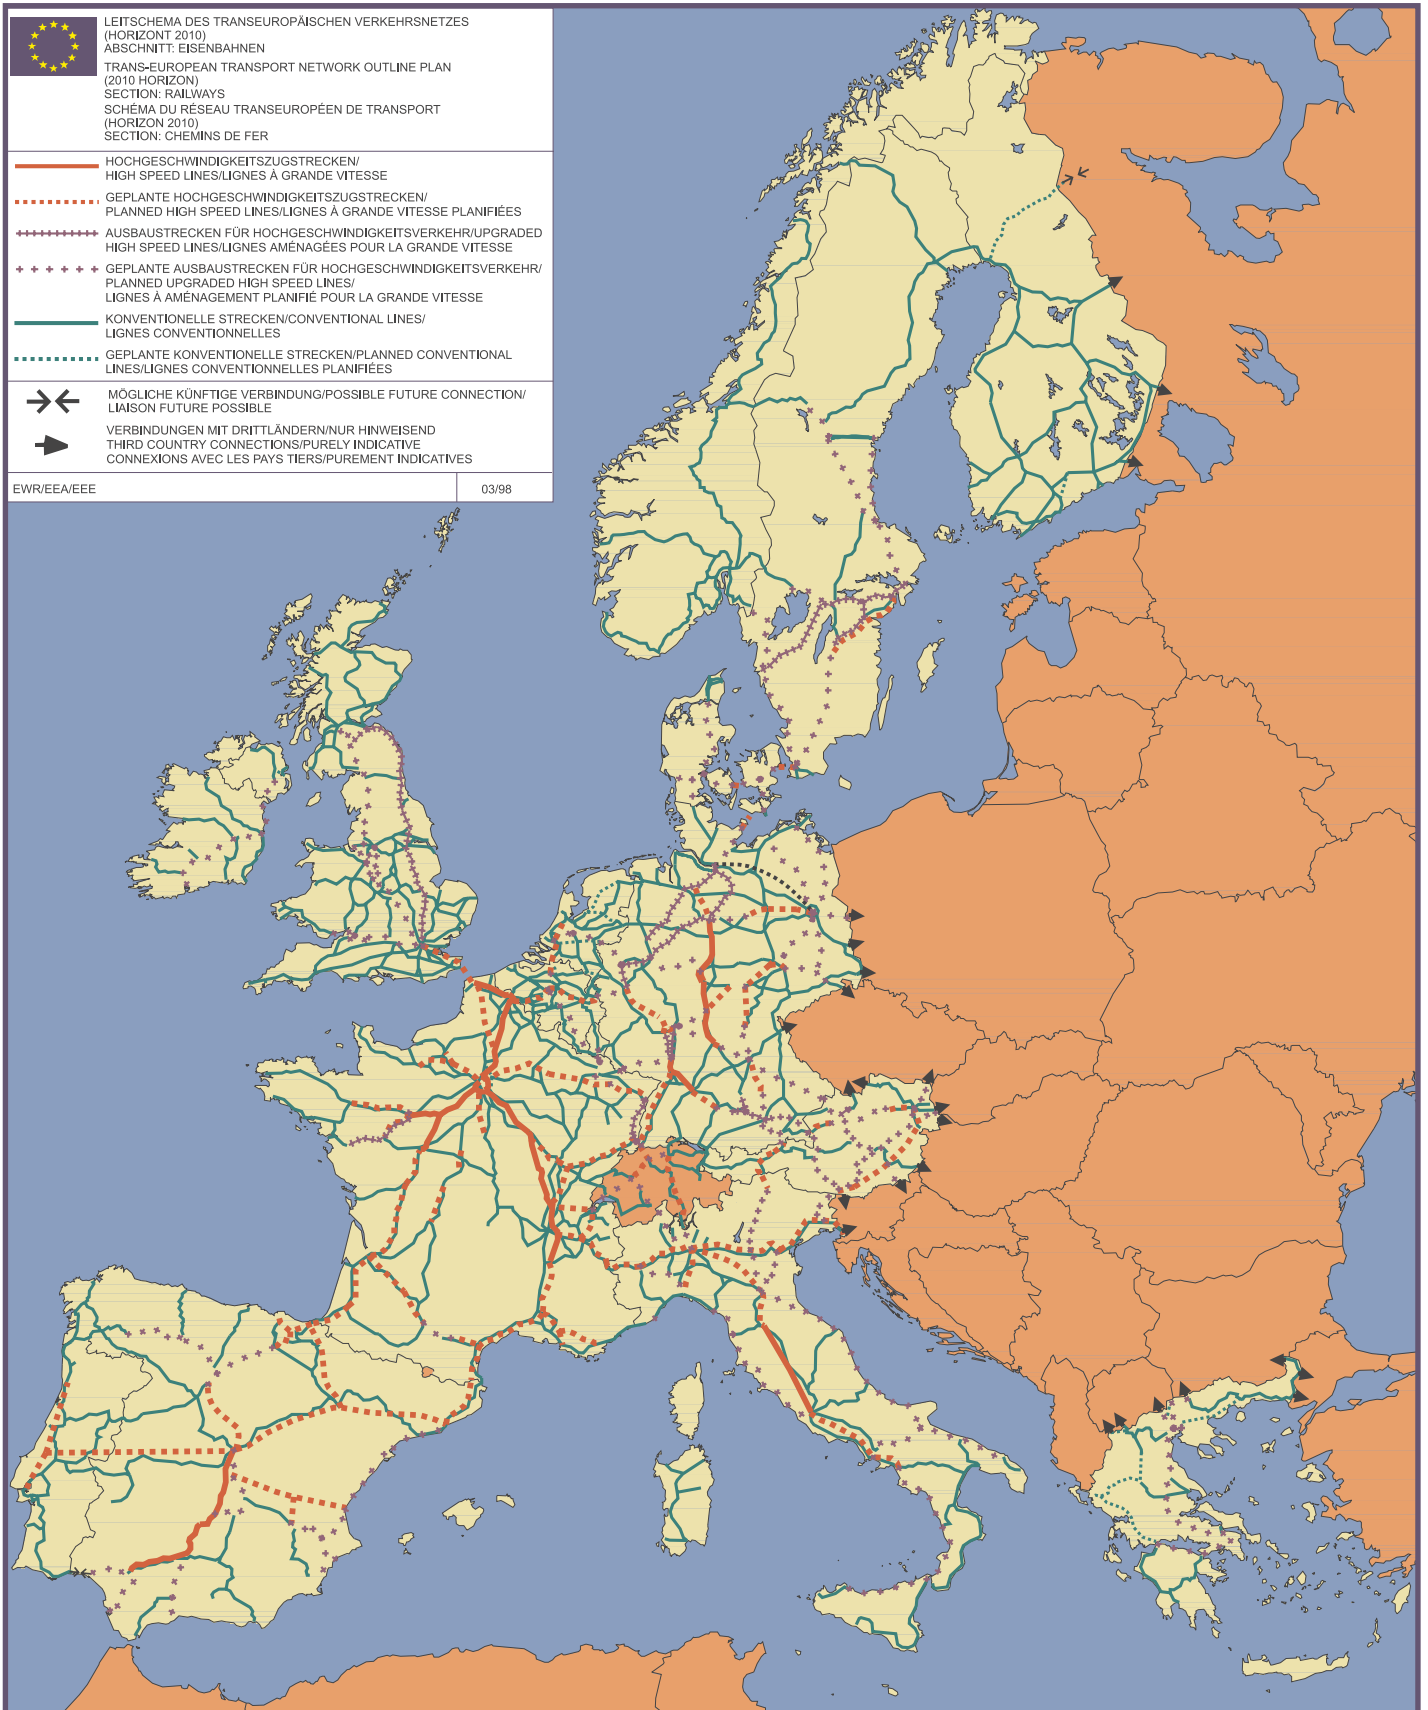 LEITSCHEMA DES TRANSEUROPÄISCHEN VERKEHRSNETZES
(HORIZONT 2010)
ABSCHNITT: EISENBAHNEN
TRANS-EUROPEAN TRANSPORT NETWORK OUTLINE PLAN
(2010 HORIZON)
SECTION: RAILWAYS
SCHÉMA DU RÉSEAU TRANSEUROPÉEN DE TRANSPORT
(HORIZON 2010)
SECTION: CHEMINS DE FER
HOCHGESCHWINDIGKEITSZUGSTRECKEN/
HIGH SPEED LINES/LIGNES À GRANDE VITESSE
GEPLANTE HOCHGESCHWINDIGKEITSZUGSTRECKEN/
PLANNED HIGH SPEED LINES/LIGNES À GRANDE VITESSE PLANIFIÉES
AUSBAUSTRECKEN FÜR HOCHGESCHWINDIGKEITSVERKEHR/UPGRADED
HIGH SPEED LINES/LIGNES AMÉNAGÉES POUR LA GRANDE VITESSE
GEPLANTE AUSBAUSTRECKEN FÜR HOCHGESCHWINDIGKEITSVERKEHR/
PLANNED UPGRADED HIGH SPEED LINES/
LIGNES À AMÉNAGEMENT PLANIFIÉ POUR LA GRANDE VITESSE
KONVENTIONELLE STRECKEN/CONVENTIONAL LINES/
LIGNES CONVENTIONNELLES
GEPLANTE KONVENTIONELLE STRECKEN/PLANNED CONVENTIONAL
LINES/LIGNES CONVENTIONNELLES PLANIFIÉES
MÖGLICHE KÜNFTIGE VERBINDUNG/POSSIBLE FUTURE CONNECTION/
LIAISON FUTURE POSSIBLE
VERBINDUNGEN MIT DRITTLÄNDERN/NUR HINWEISEND
THIRD COUNTRY CONNECTIONS/PURELY INDICATIVE
CONNEXIONS AVEC LES PAYS TIERS/PUREMENT INDICATIVES
EWR/EEA/EEE
03/98